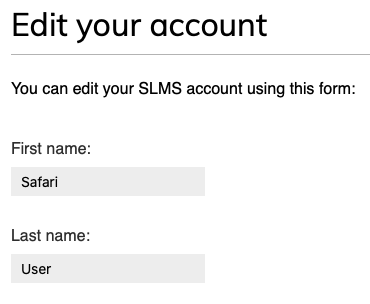 Edit your account
You can edit your SLMS account using this form:
First name:
Safari
Last name:
User